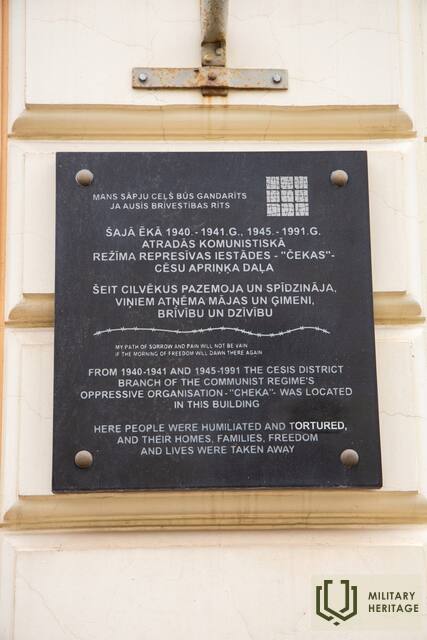 MANS SĀPJU CEĻŠ BŪS GANDARĪTS
JA AUSĪS BRĪVESTĪBAS RĪTS
ŠAJĀ ĒKĀ 1940. - 1941.G., 1945. - 1991.G.
ATRADĀS KOMUNISTISKĀ
REŽĪMA REPRESĪVAS IESTĀDES - "ČEKAS"-
CĒSU APRIŅĶA DAĻA
ŠEIT CILVĒKUS PAZEMOJA UN SPĪDZINĀJA,
VIŅIEM ATŅĒMA MĀJAS UN ĢIMENI,
BRĪVĪBU UN DZĪVĪBU
MY PATH OF SORROW AND PAIN WILL NOT BE VAIN
IF THE MORNING OF FREEDOM WILL DAWN THERE AGAIN
FROM 1940-1941 AND 1945-1991 THE CESIS DISTRICT
BRANCH OF THE COMMUNIST REGIME'S
OPPRESSIVE ORGANISATION - "CHEKA"- WAS LOCATED
IN THIS BUILDING
HERE PEOPLE WERE HUMILIATED AND TORTURED,
AND THEIR HOMES, FAMILIES, FREEDOM
AND LIVES WERE TAKEN AWAY
MILITARY
HERITAGE